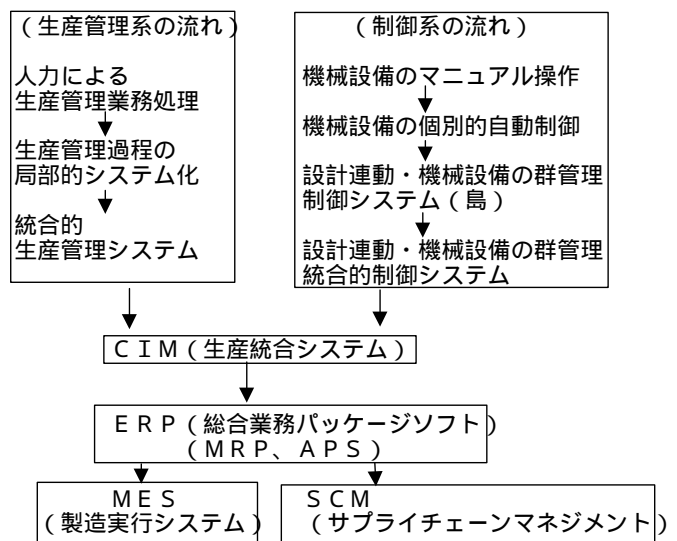 （生産管理系の流れ）
人力による
生産管理業務処理
生産管理過程の
局部的システム化
統合的
生産管理システム
（制御系の流れ）
機械設備のマニュアル操作
機械設備の個別的自動制御
設計連動・機械設備の群管理
制御システム（島）
設計連動・機械設備の群管理
統合的制御システム
ＣＩＭ（生産統合システム）
ＥＲＰ（総合業務パッケージソフト）
（ＭＲＰ、ＡＰＳ）
ＭＥＳ
（製造実行システム）
ＳＣＭ
（サプライチェーンマネジメント）